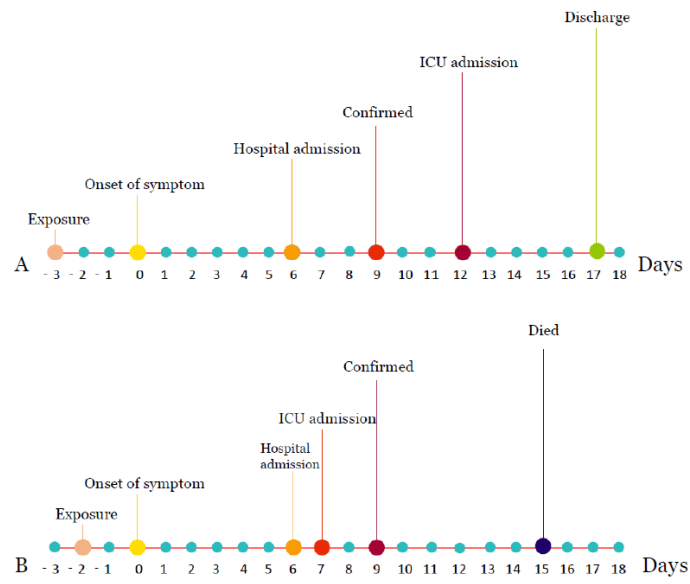 Discharge
ICU admission
Confirmed
Hospital admission
Onset of symptom
Exposure
A
- 3 - 2 - 1 0 1 2 3 4 5 6 7 8 9 10 11 12 13 14 15 16 17 18 Days
Died
Confirmed
ICU admission
Hospital
admission
Onset of symptom
Exposure
B
- 3 - 2 - 1 0 1 2 3 4 5 6 7 8 9 10 11 12 13 14 15 16 17 18 Days